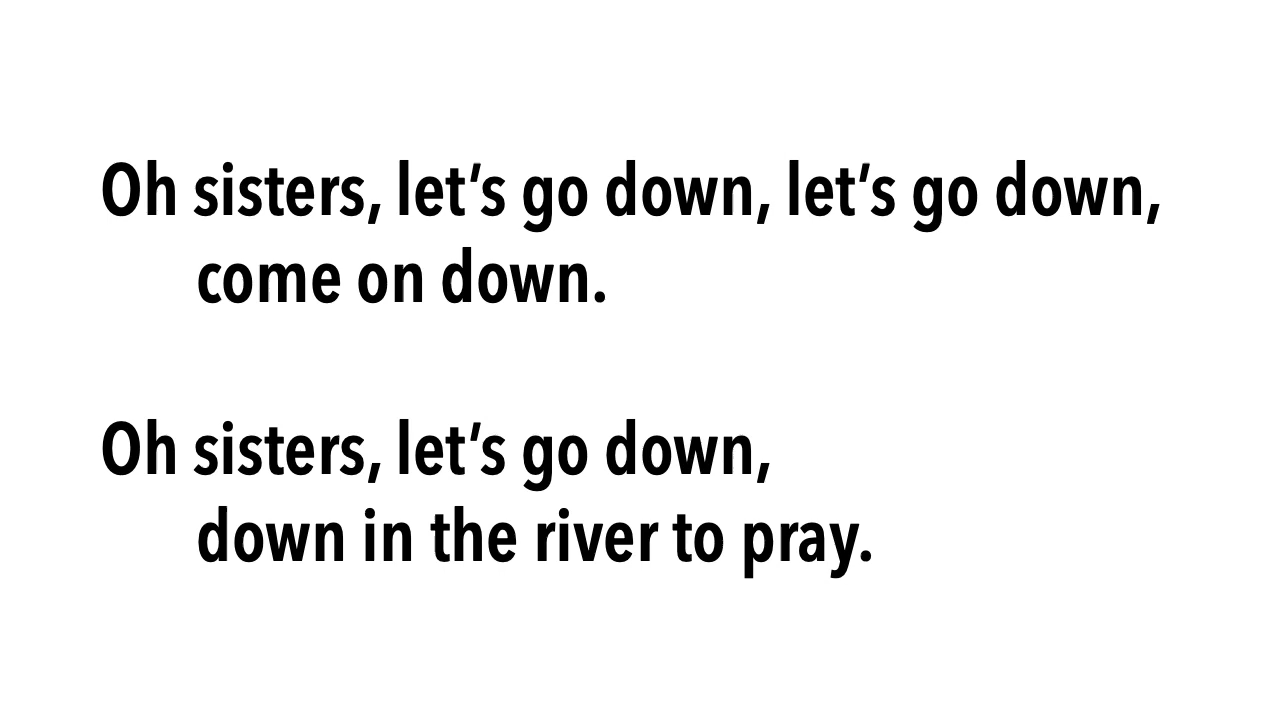 Oh sisters, let’s go down, let’s go down,
come on down.
Oh sisters, let’s go down,
down in the river to pray.